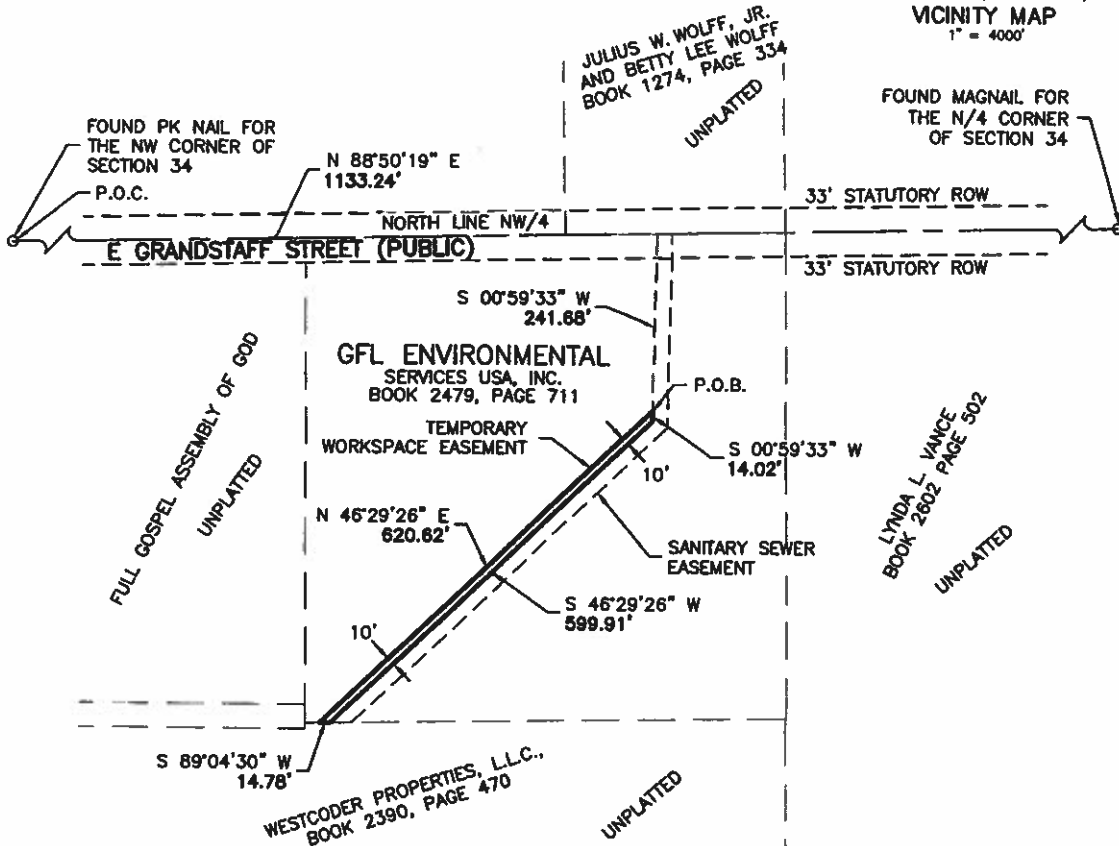 VICINITY MAP
1" = 4000'
JULIUS W. WOLFF, JR.
AND BETTY LEE WOLFF
BOOK 1274, PAGE 334
UNPLATTED
FOUND PK NAIL FOR
THE NW CORNER OF
SECTION 34
P.O.C.
N 88°50'19" E
1133.24'
FOUND MAGNAIL FOR
THE N/4 CORNER
OF SECTION 34
33' STATUTORY ROW
NORTH LINE NW/4
E GRANDSTAFF STREET (PUBLIC)
33' STATUTORY ROW
S 00°59'33" W
241.68'
GFL ENVIRONMENTAL
SERVICES USA, INC.
BOOK 2479, PAGE 711
P.O.B.
TEMPORARY
WORKSPACE EASEMENT
10'
S 00°59'33" W
14.02'
FULL GOSPEL ASSEMBLY OF GOD
UNPLATTED
LYNDA L. VANCE
BOOK 2602 PAGE 502
UNPLATTED
N 46°29'26" E
620.62'
SANITARY SEWER
EASEMENT
S 46°29'26" W
599.91'
10'
S 89°04'30" W
14.78'
WESTCODER PROPERTIES, L.L.C.,
BOOK 2390, PAGE 470
UNPLATTED